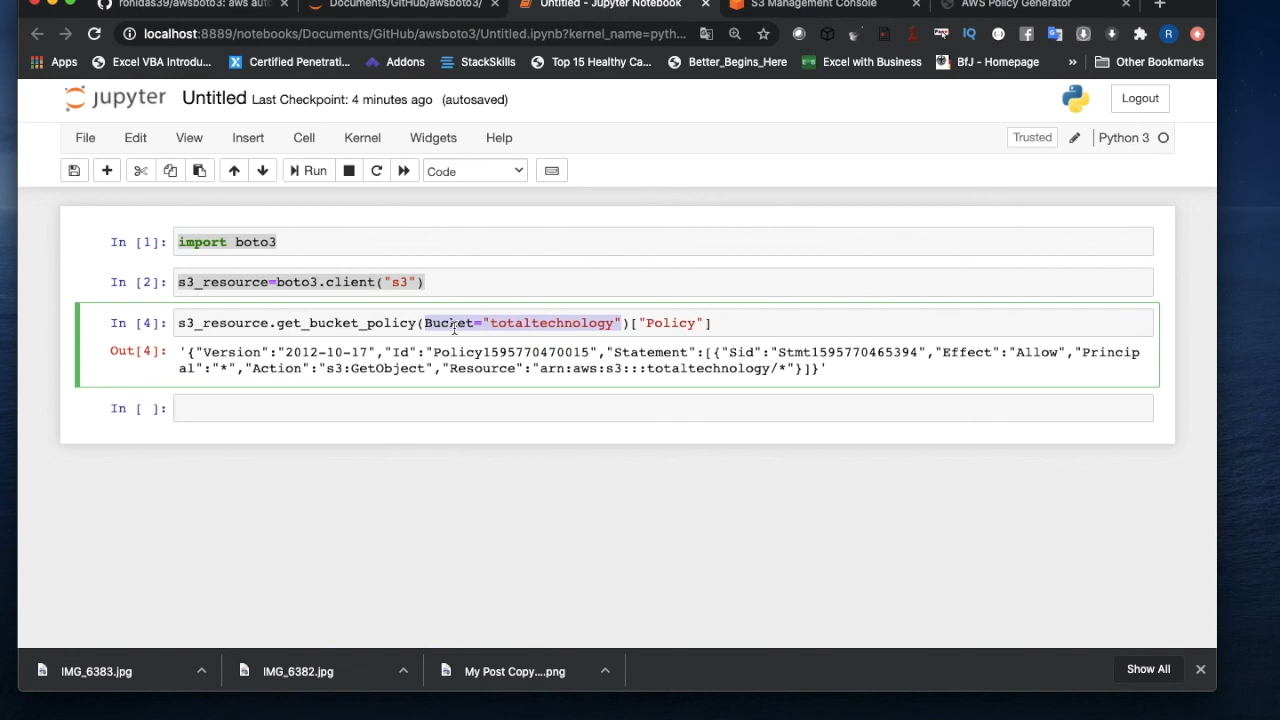 ronidas39/awsboto3: aws aut
Documents/GitHub/awsboto3/
Untitled - Jupyter Notebook
S3 Management Console
AWS Policy Generator
localhost:8889/notebooks/Documents/GitHub/awsboto3/Untitled.ipynb?kernel_name=pyth...
Apps
Excel VBA Introdu...
Certified Penetrati...
Addons
StackSkills
Top 15 Healthy Ca...
Better_Begins_Here
Excel with Business
BfJ - Homepage
»
Other Bookmarks
jupyter Untitled Last Checkpoint: 4 minutes ago (autosaved)
Logout
File Edit View Insert Cell Kernel Widgets Help
Trusted
Python 3
Run
Code
In [1]: import boto3
In [2]: s3_resource=boto3.client("s3")
In [4]: s3_resource.get_bucket_policy(Bucket="totaltechnology")["Policy"]
Out[4]: '{"Version":"2012-10-17","Id":"Policy1595770470015","Statement":[{"Sid":"Stmt1595770465394","Effect":"Allow","Princip
al":"*","Action":"s3:GetObject","Resource":"arn:aws:s3:::totaltechnology/*"}]}'
In [ ]:
IMG_6383.jpg
IMG_6382.jpg
My Post Copy....png
Show All